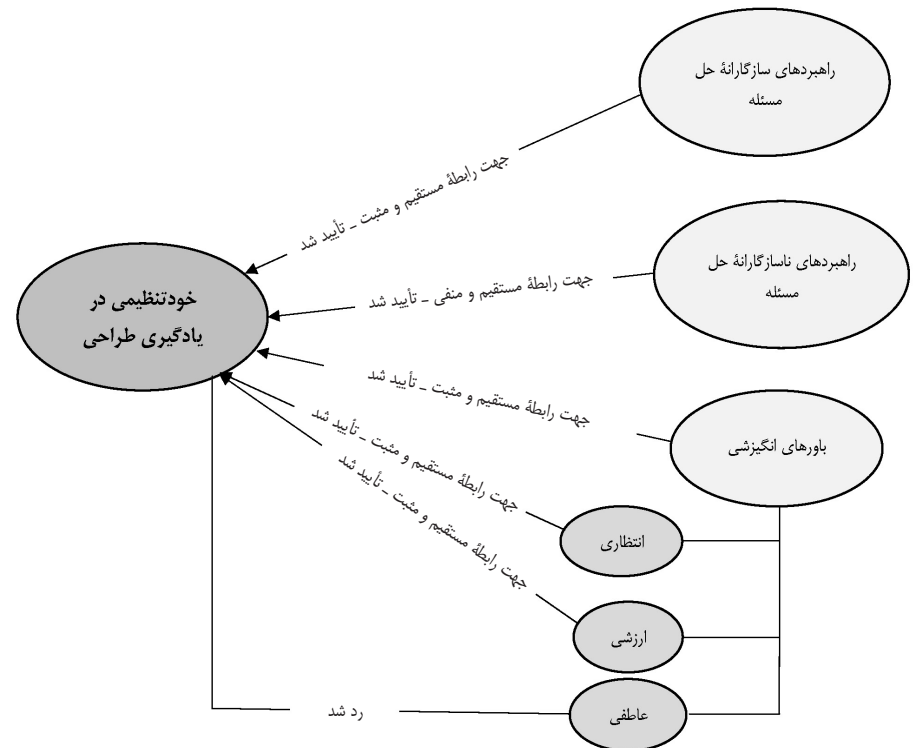 راهبردهای سازگارانهٔ حل
مسئله
جهت رابطهٔ مستقیم و مثبت ـ تأیید شد
راهبردهای ناسازگارانهٔ حل
مسئله
جهت رابطهٔ مستقیم و منفی ـ تأیید شد
خودتنظیمی در
یادگیری طراحی
جهت رابطهٔ مستقیم و مثبت ـ تأیید شد
باورهای انگیزشی
جهت رابطهٔ مستقیم و مثبت ـ تأیید شد
انتظاری
جهت رابطهٔ مستقیم و مثبت ـ تأیید شد
ارزشی
عاطفی
رد شد